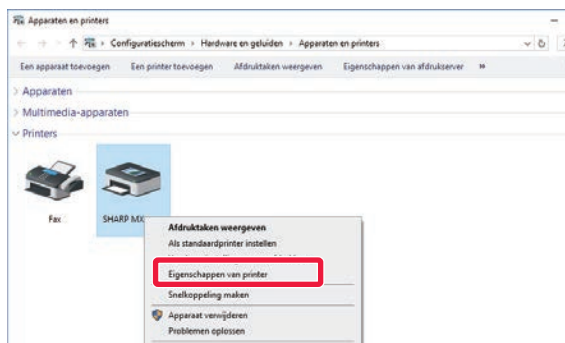 Apparaten en printers
Configuratiescherm > Hardware en geluiden > Apparaten en printers
Een apparaat toevoegen Een printer toevoegen Afdruktaken weergeven Eigenschappen van afdrukserver »
> Apparaten
> Multimedia-apparaten
Printers
Fax
SHARP MX
Afdruktaken weergeven
Als standaardprinter instellen
Eigenschappen van printer
Snelkoppeling maken
Apparaat verwijderen
Problemen oplossen